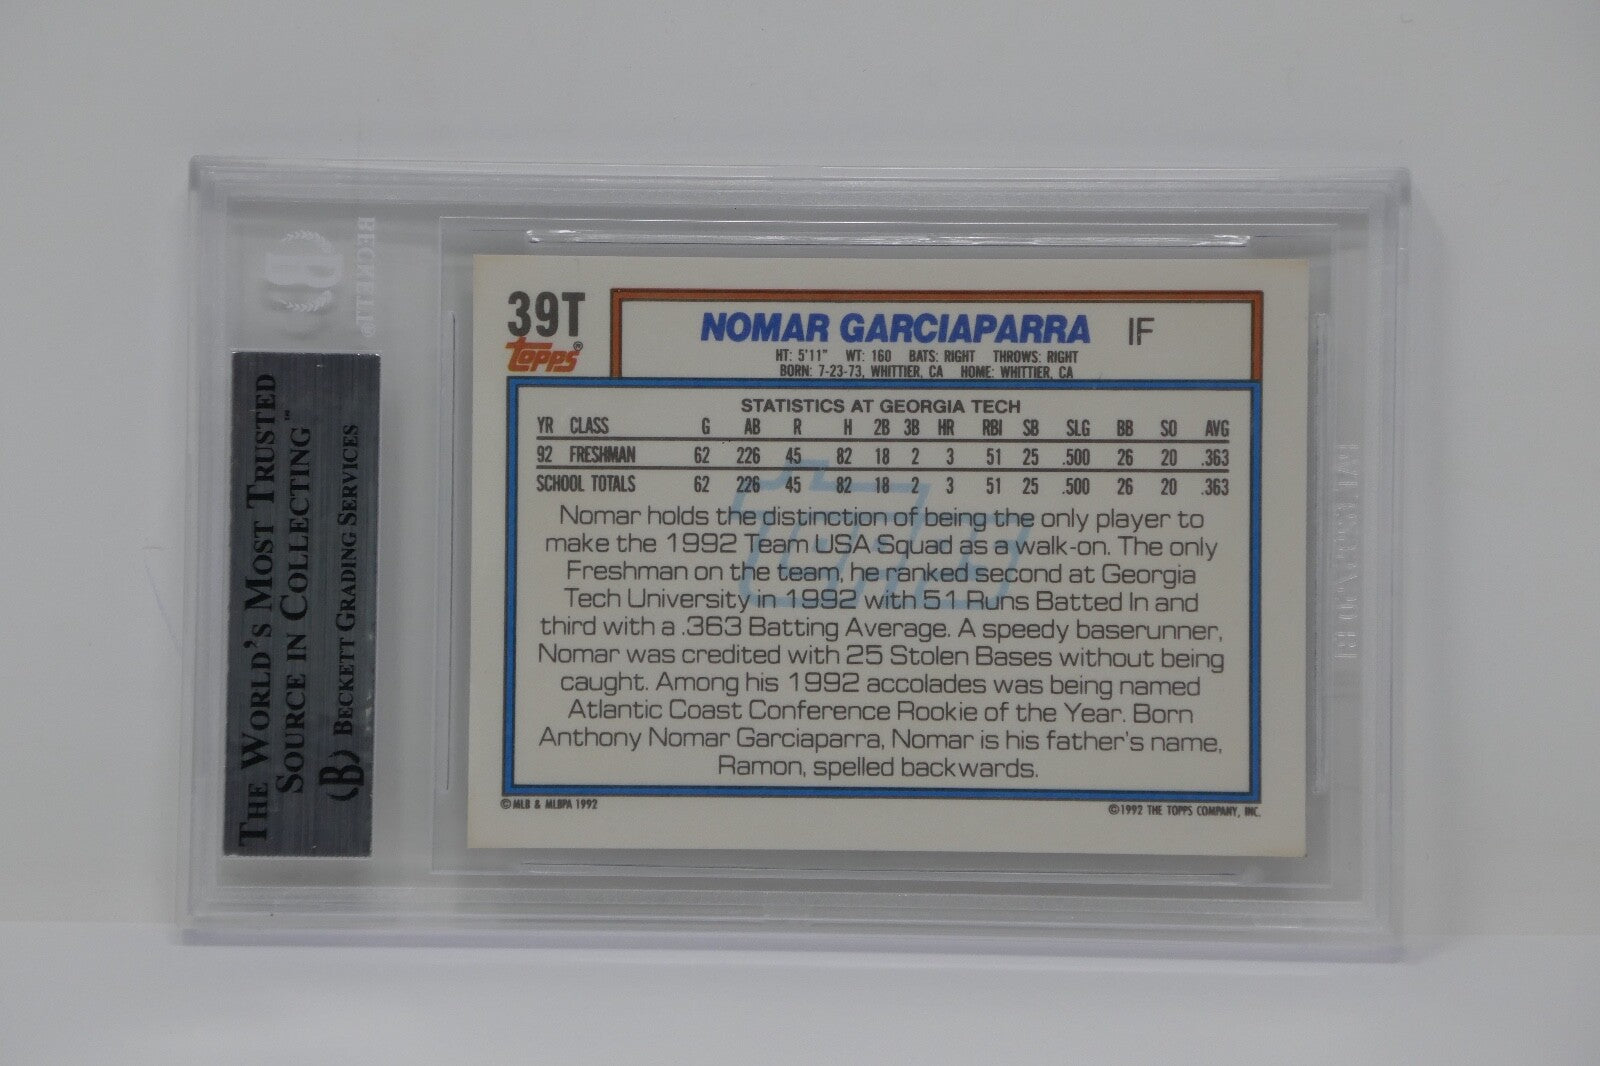 BECKETT®
B
THE WORLD'S MOST TRUSTED
SOURCE IN COLLECTING™
B BECKETT GRADING SERVICES
39T
Topps®
NOMAR GARCIAPARRA IF
HT: 5'11" WT: 160 BATS: RIGHT THROWS: RIGHT
BORN: 7-23-73, WHITTIER, CA HOME: WHITTIER, CA
STATISTICS AT GEORGIA TECH
YR CLASS G AB R H 2B 3B HR RBI SB SLG BB SO AVG
92 FRESHMAN 62 226 45 82 18 2 3 51 25 .500 26 20 .363
SCHOOL TOTALS 62 226 45 82 18 2 3 51 25 .500 26 20 .363
Nomar holds the distinction of being the only player to
make the 1992 Team USA Squad as a walk-on. The only
Freshman on the team, he ranked second at Georgia
Tech University in 1992 with 51 Runs Batted In and
third with a .363 Batting Average. A speedy baserunner,
Nomar was credited with 25 Stolen Bases without being
caught. Among his 1992 accolades was being named
Atlantic Coast Conference Rookie of the Year. Born
Anthony Nomar Garciaparra, Nomar is his father's name,
Ramon, spelled backwards.
© MLB & MLBPA 1992
©1992 THE TOPPS COMPANY, INC.